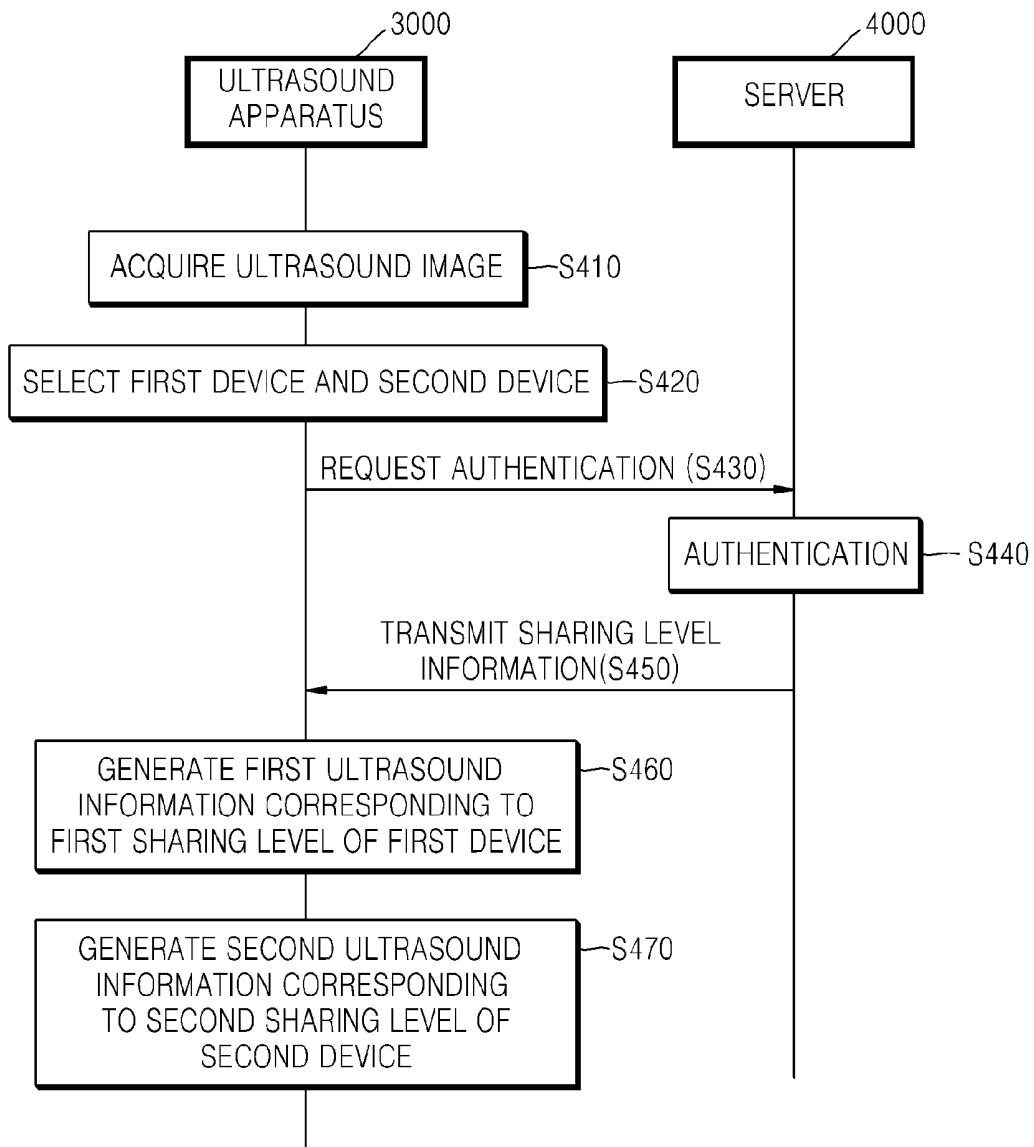 3000
4000
ULTRASOUND
APPARATUS
SERVER
ACQUIRE ULTRASOUND IMAGE
S410
SELECT FIRST DEVICE AND SECOND DEVICE
S420
REQUEST AUTHENTICATION (S430)
AUTHENTICATION
S440
TRANSMIT SHARING LEVEL
INFORMATION(S450)
GENERATE FIRST ULTRASOUND
INFORMATION CORRESPONDING TO
FIRST SHARING LEVEL OF FIRST DEVICE
S460
GENERATE SECOND ULTRASOUND
INFORMATION CORRESPONDING
TO SECOND SHARING LEVEL OF
SECOND DEVICE
S470